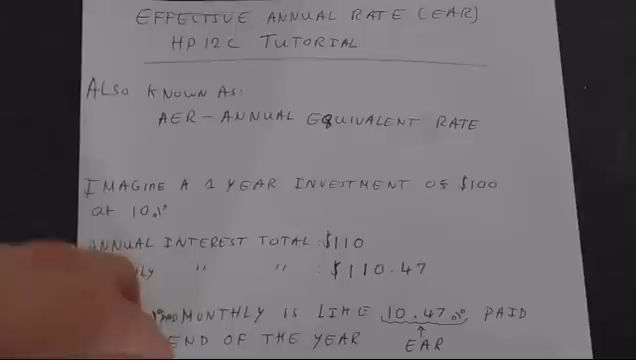 EFFECTIVE ANNUAL RATE (EAR)
HP 12 C TUTORIAL
ALSO KNOWN AS:
AER - ANNUAL EQUIVALENT RATE
IMAGINE A 1 YEAR INVESTMENT OF $100
at 10%
ANNUAL INTEREST TOTAL: $110
" " : $110.47
MONTHLY IS LIKE 10.47% PAID
END OF THE YEAR
EAR